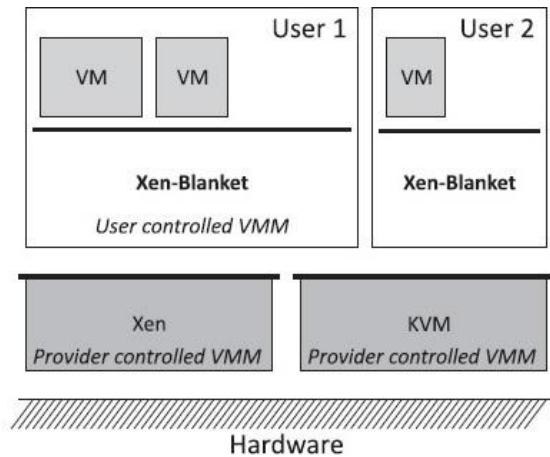 User 1
User 2
VM
VM
VM
Xen-Blanket
Xen-Blanket
User controlled VMM
Xen
KVM
Provider controlled VMM
Provider controlled VMM
Hardware